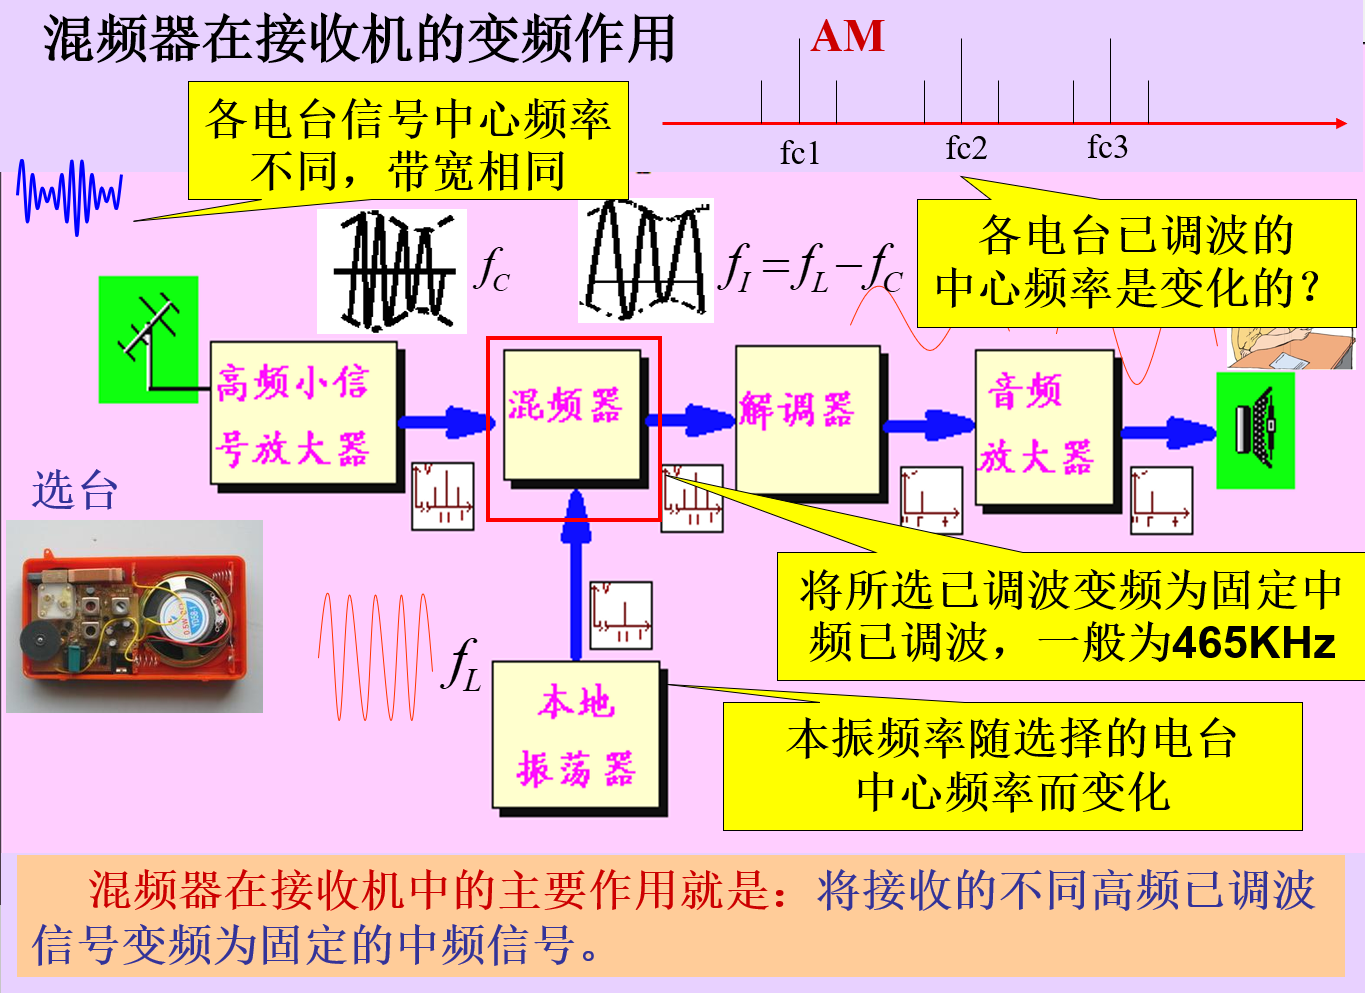 混频器在接收机的变频作用
AM
各电台信号中心频率
不同，带宽相同
fc1
fc2
fc3
各电台已调波的
中心频率是变化的？
fC
fI=fL−fC
高频小信
号放大器
混频器
解调器
音频
放大器
选台
将所选已调波变频为固定中
频已调波，一般为465KHz
fL
本地
振荡器
本振频率随选择的电台
中心频率而变化
混频器在接收机中的主要作用就是：将接收的不同高频已调波
信号变频为固定的中频信号。